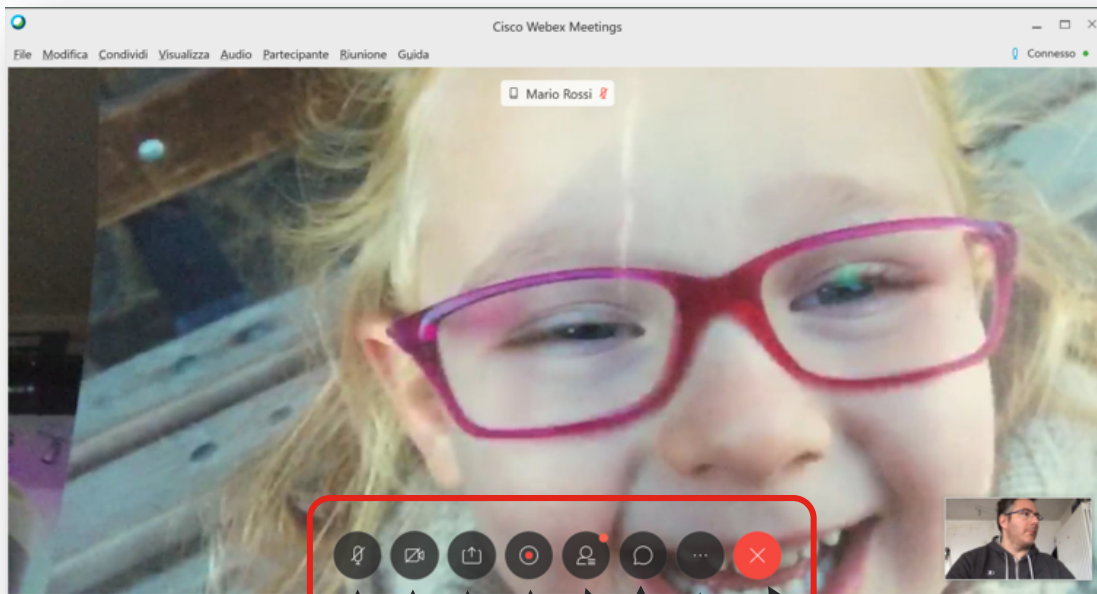 Cisco Webex Meetings
File Modifica Condividi Visualizza Audio Partecipante Riunione Guida
Connesso
Mario Rossi